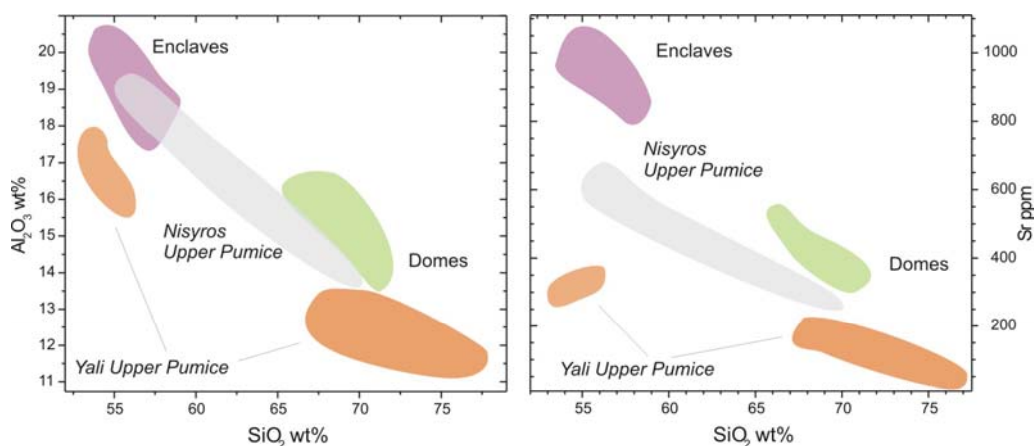 Enclaves
Nisyros
Upper Pumice
Domes
Yali Upper Pumice
Al2O3 wt%
20
19
18
17
16
15
14
13
12
11
55
60
65
70
75
SiO2 wt%
Enclaves
Nisyros
Upper Pumice
Domes
Yali Upper Pumice
1000
800
600
400
200
Sr ppm
55
60
65
70
75
SiO2 wt%